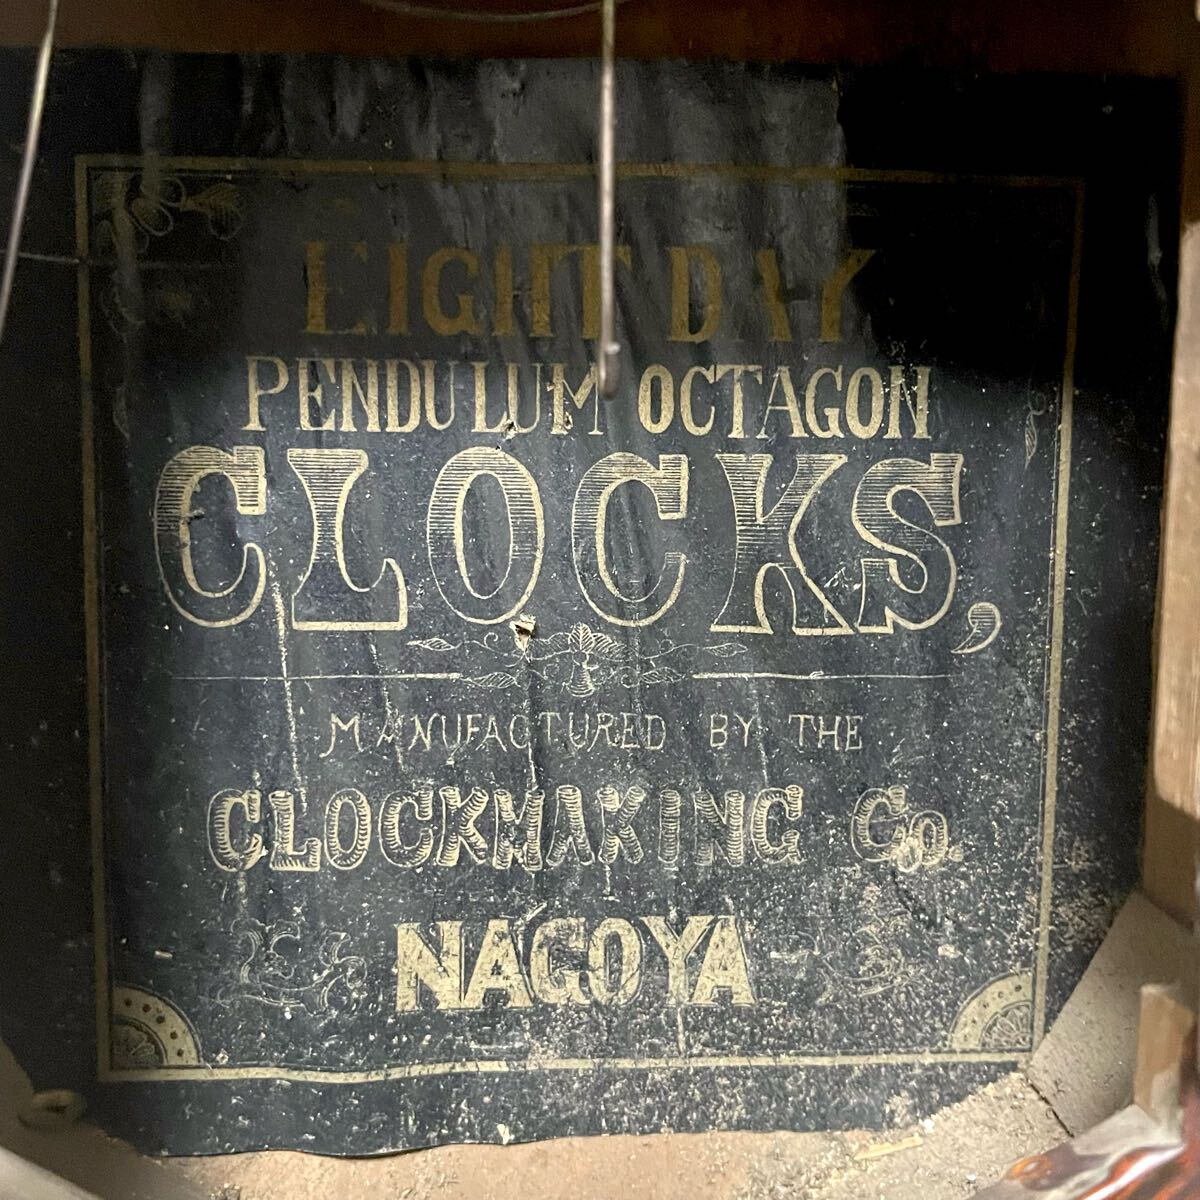 EIGHT DAY
PENDULUM OCTAGON
CLOCKS,
MANUFACTURED BY THE
CLOCKMAKING Co.
NAGOYA